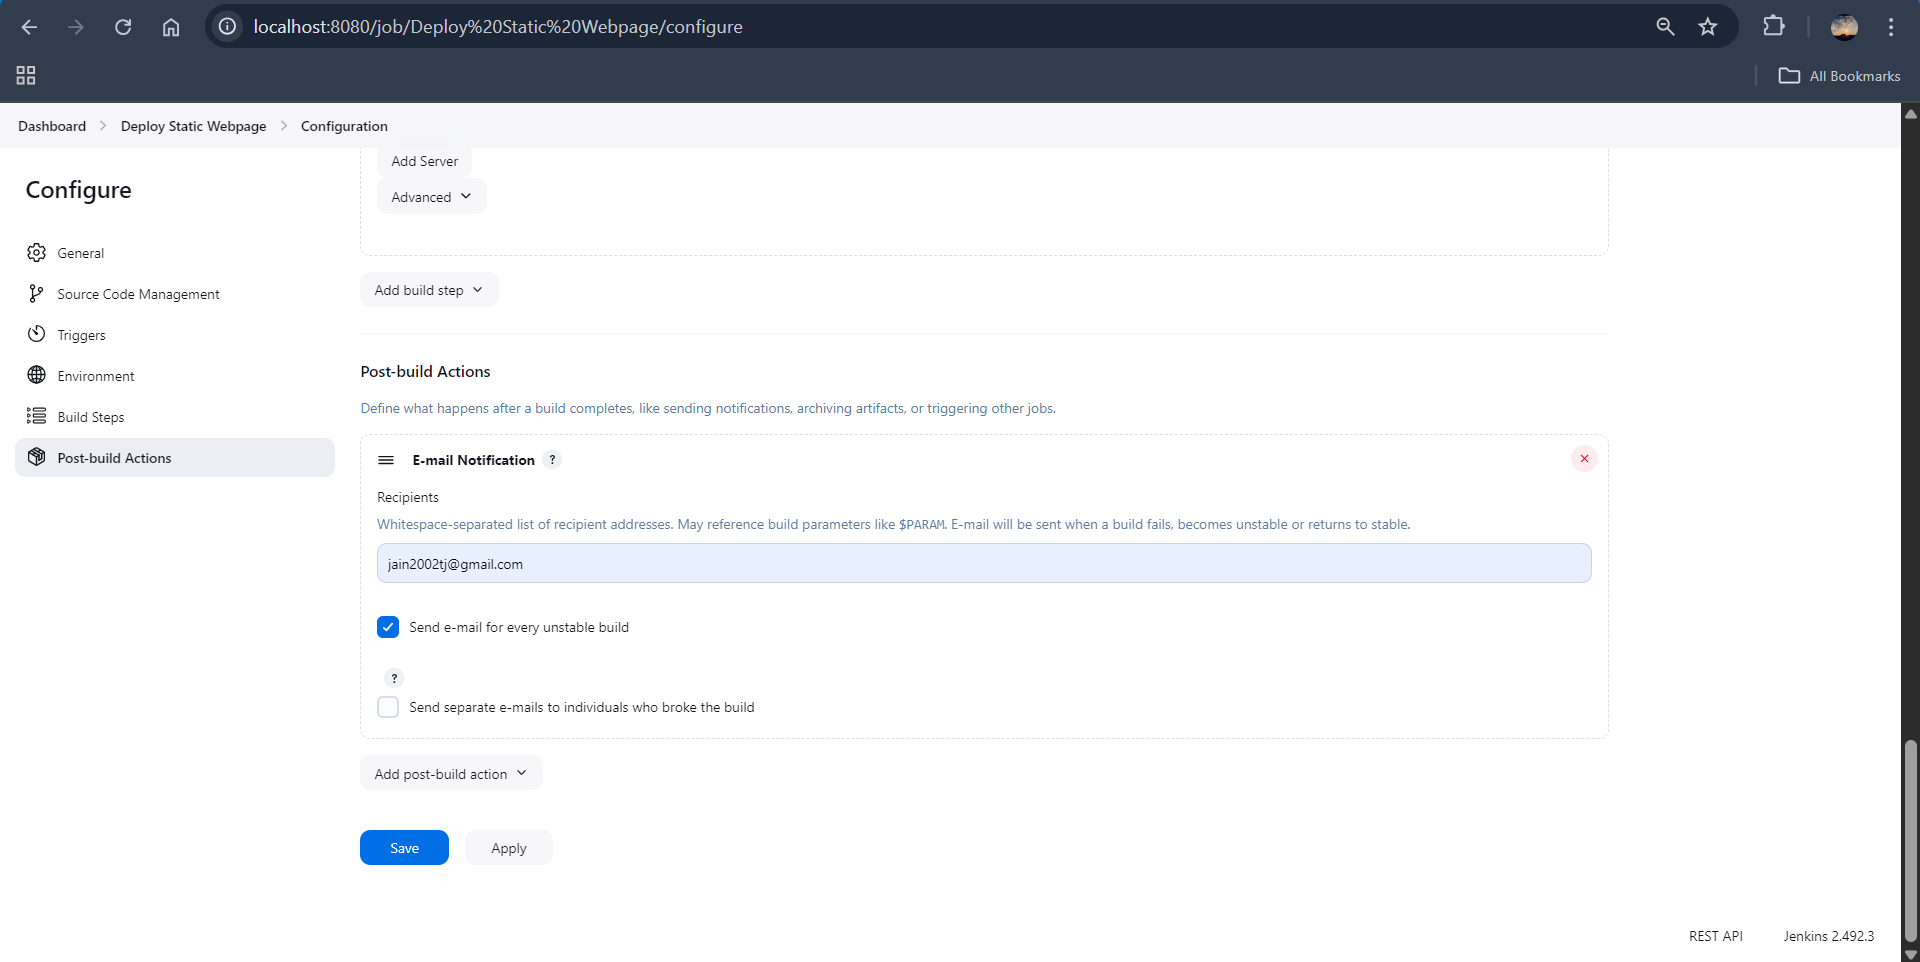 localhost:8080/job/Deploy%20Static%20Webpage/configure
All Bookmarks
Dashboard > Deploy Static Webpage > Configuration
Configure
General
Source Code Management
Triggers
Environment
Build Steps
Post-build Actions
Add Server
Advanced
Add build step
Post-build Actions
Define what happens after a build completes, like sending notifications, archiving artifacts, or triggering other jobs.
E-mail Notification ?
Recipients
Whitespace-separated list of recipient addresses. May reference build parameters like $PARAM. E-mail will be sent when a build fails, becomes unstable or returns to stable.
jain2002tj@gmail.com
Send e-mail for every unstable build
?
Send separate e-mails to individuals who broke the build
Add post-build action
Save Apply
REST API Jenkins 2.492.3